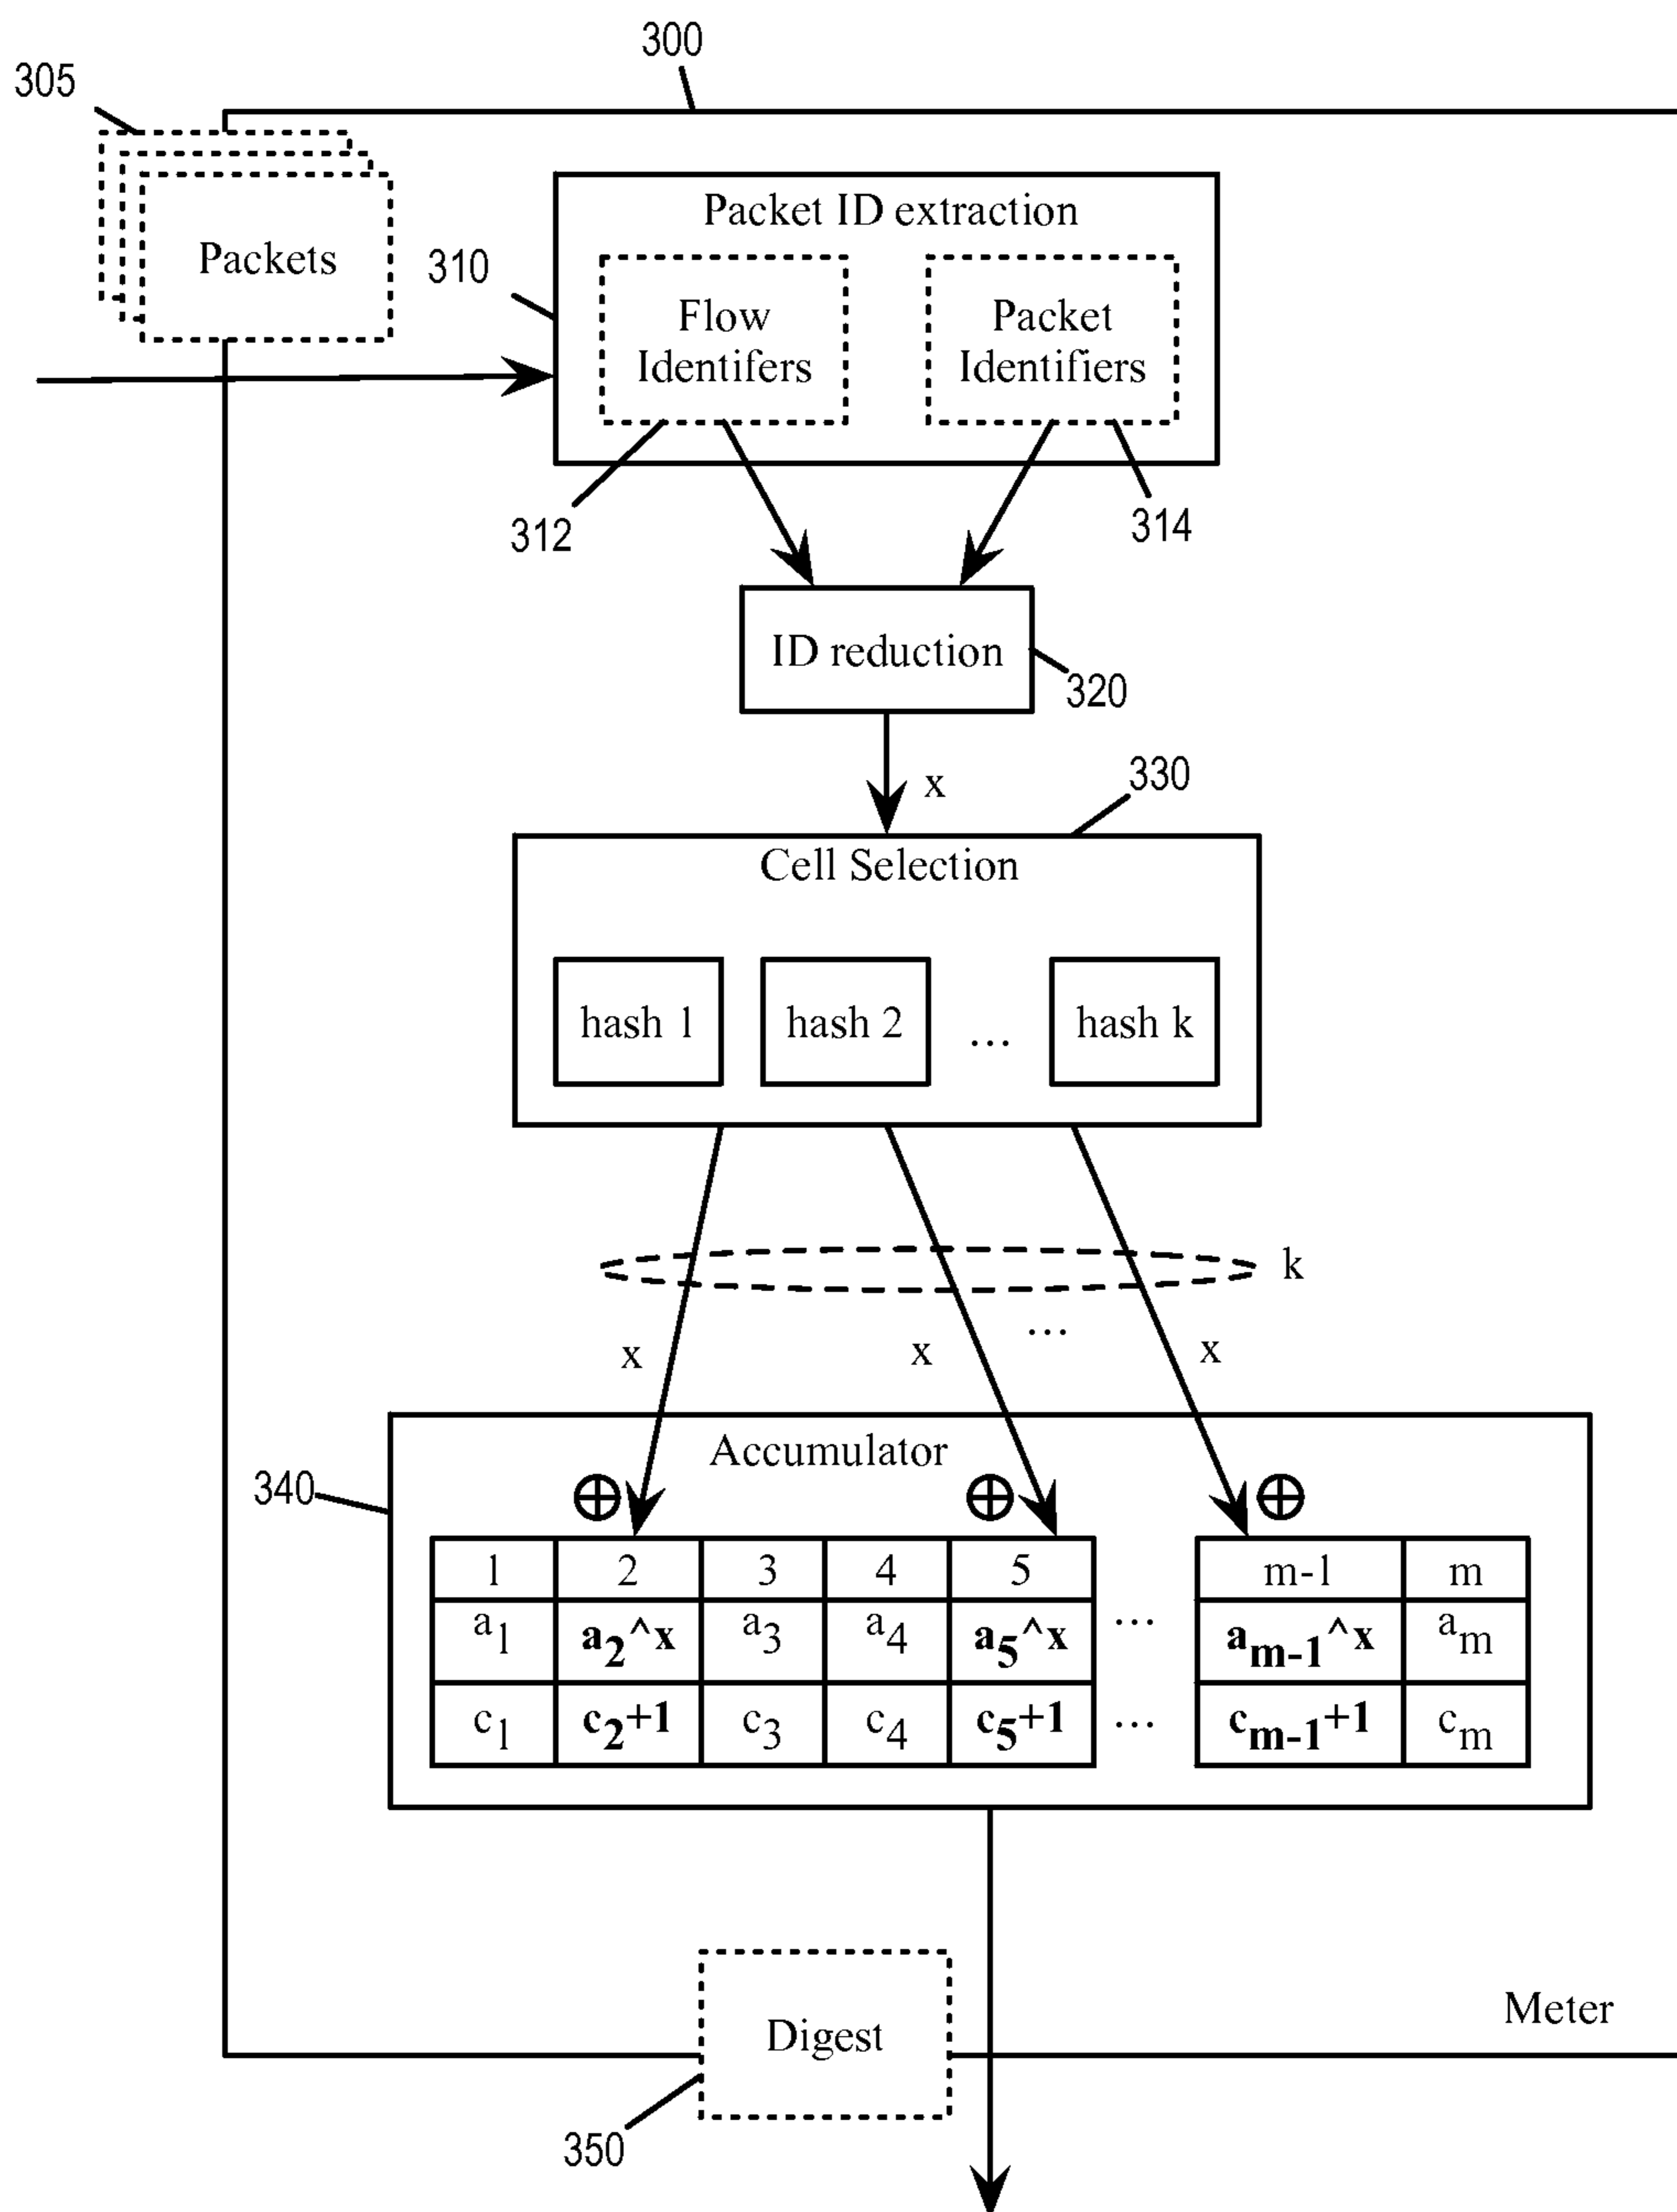 300
305
Packet ID extraction
Packets
310
Flow
Identifers
Packet
Identifiers
312
314
ID reduction
320
x
330
Cell Selection
hash 1
hash 2
...
hash k
k
...
x
x
x
Accumulator
340
1 2 3 4 5 m-1 m
a1 a2^x a3 a4 a5^x ... am-1^x am
c1 c2+1 c3 c4 c5+1 ... cm-1+1 cm
Meter
Digest
350